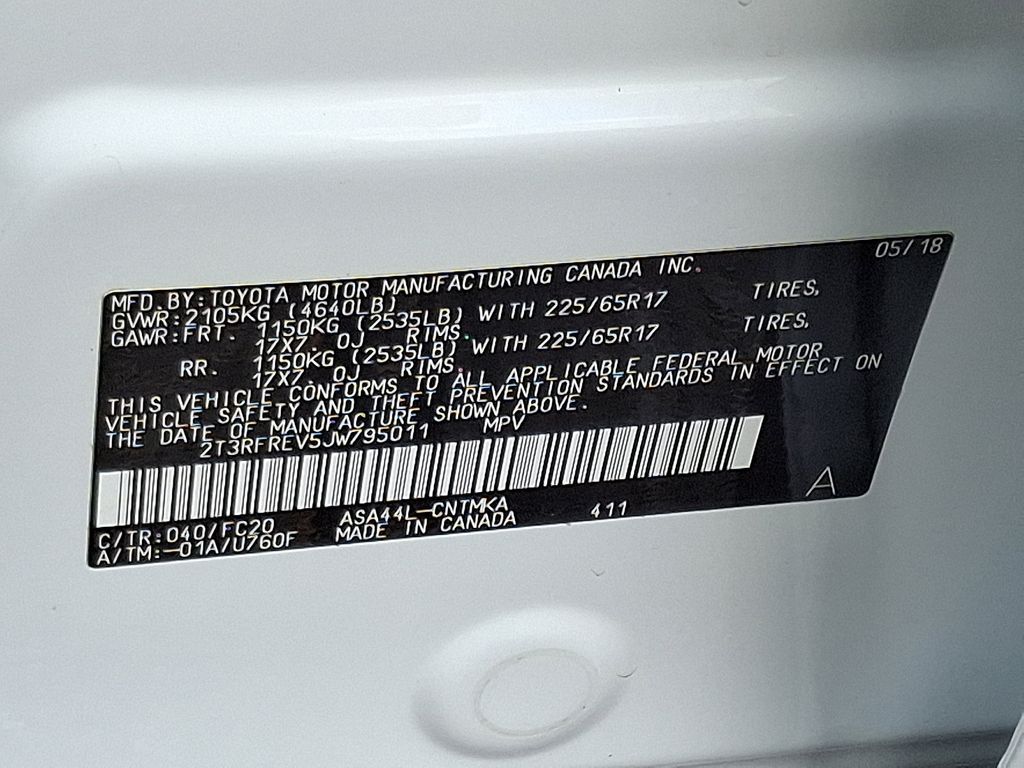 05/18
MFD.BY:TOYOTA MOTOR MANUFACTURING CANADA INC.
GVWR:2105KG (4640LB)
GAWR:FRT. 1150KG (2535LB) WITH 225/65R17 TIRES,
17X7.0J RIMS.
RR. 1150KG (2535LB) WITH 225/65R17 TIRES,
17X7.0J RIMS.
THIS VEHICLE CONFORMS TO ALL APPLICABLE FEDERAL MOTOR
VEHICLE SAFETY AND THEFT PREVENTION STANDARDS IN EFFECT ON
THE DATE OF MANUFACTURE SHOWN ABOVE.
2T3RFREV5JW795011 MPV
A
C/TR:040/FC20 ASA44L-CNTMKA 411
A/TM:-01A/U760F MADE IN CANADA